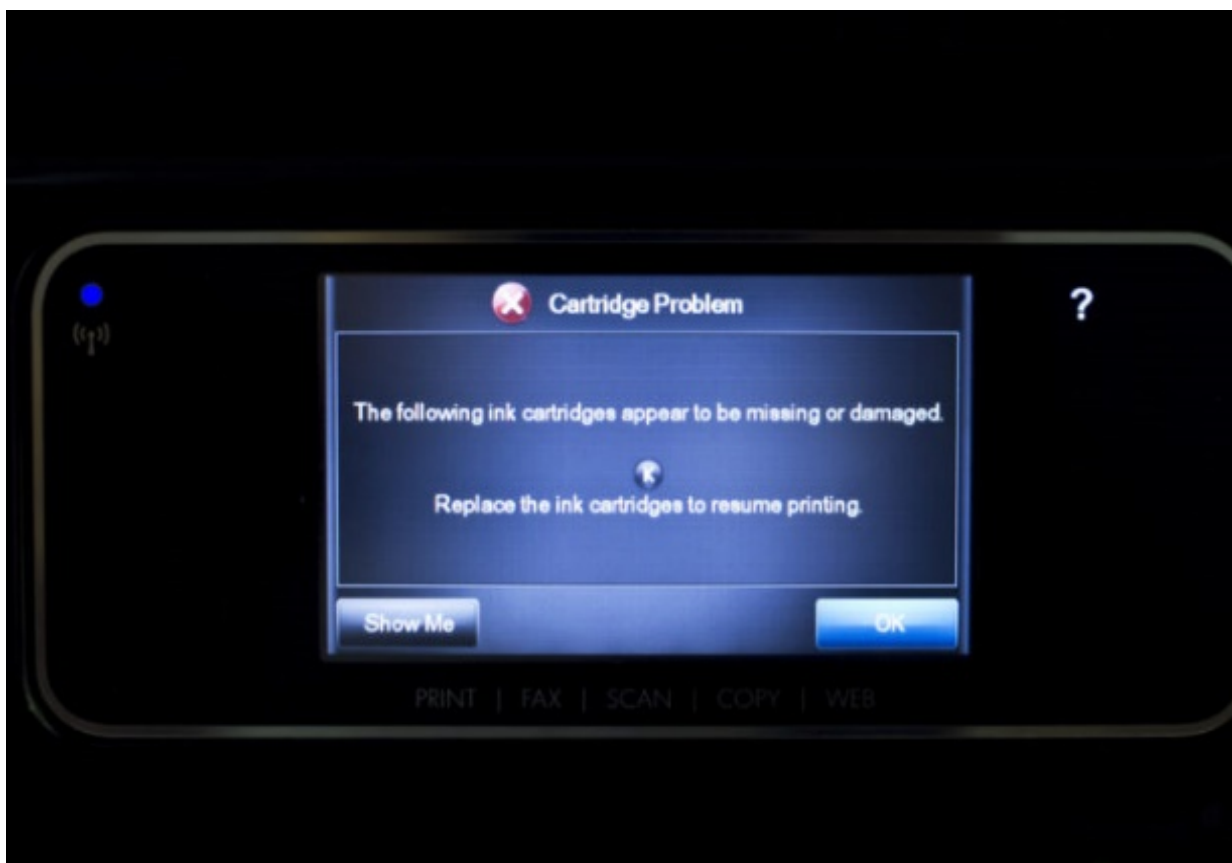 Cartridge Problem
?
The following ink cartridges appear to be missing or damaged.
K
Replace the ink cartridges to resume printing.
Show Me
OK
PRINT | FAX | SCAN | COPY | WEB